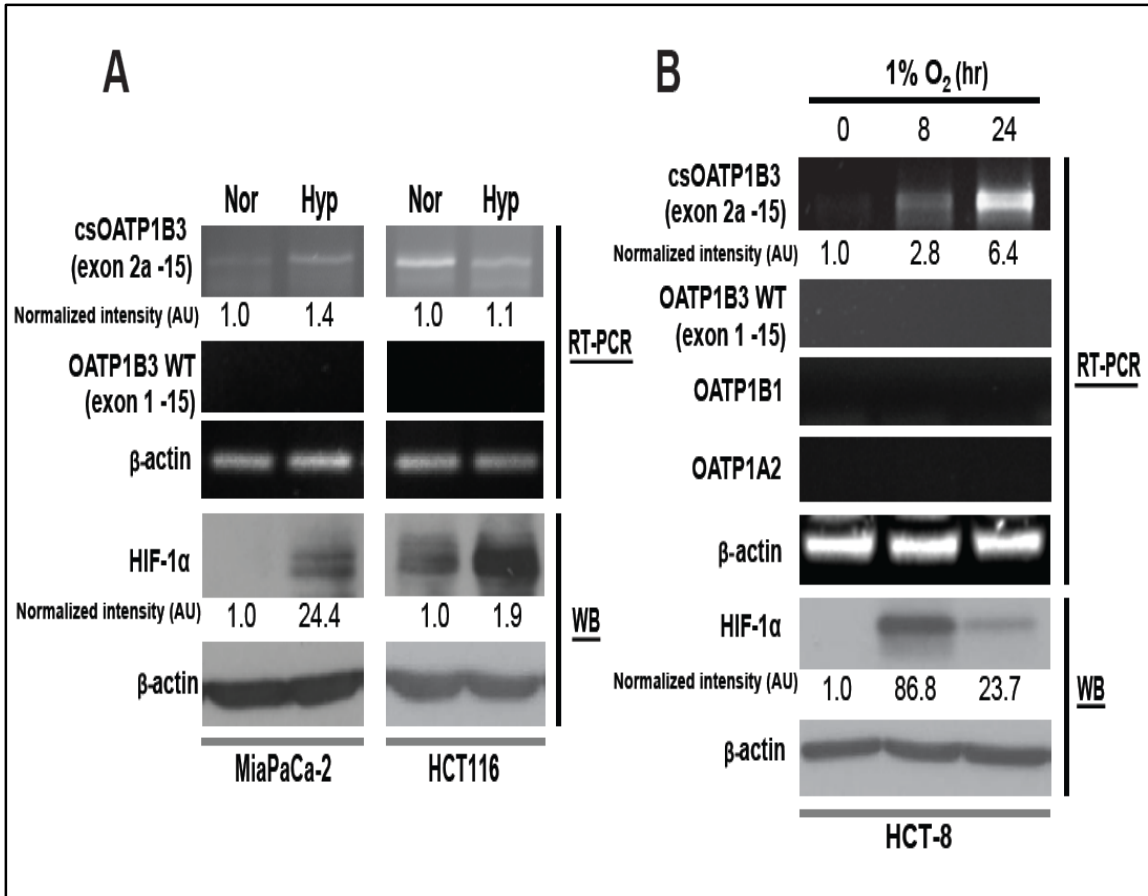 A
Nor Hyp Nor Hyp
csOATP1B3
(exon 2a -15)
Normalized intensity (AU) 1.0 1.4 1.0 1.1
OATP1B3 WT
(exon 1 -15)
β-actin
RT-PCR
HIF-1α
Normalized intensity (AU) 1.0 24.4 1.0 1.9
β-actin
WB
MiaPaCa-2 HCT116
B
1% O₂ (hr)
0 8 24
csOATP1B3
(exon 2a -15)
Normalized intensity (AU) 1.0 2.8 6.4
OATP1B3 WT
(exon 1 -15)
OATP1B1
OATP1A2
β-actin
RT-PCR
HIF-1α
Normalized intensity (AU) 1.0 86.8 23.7
β-actin
WB
HCT-8